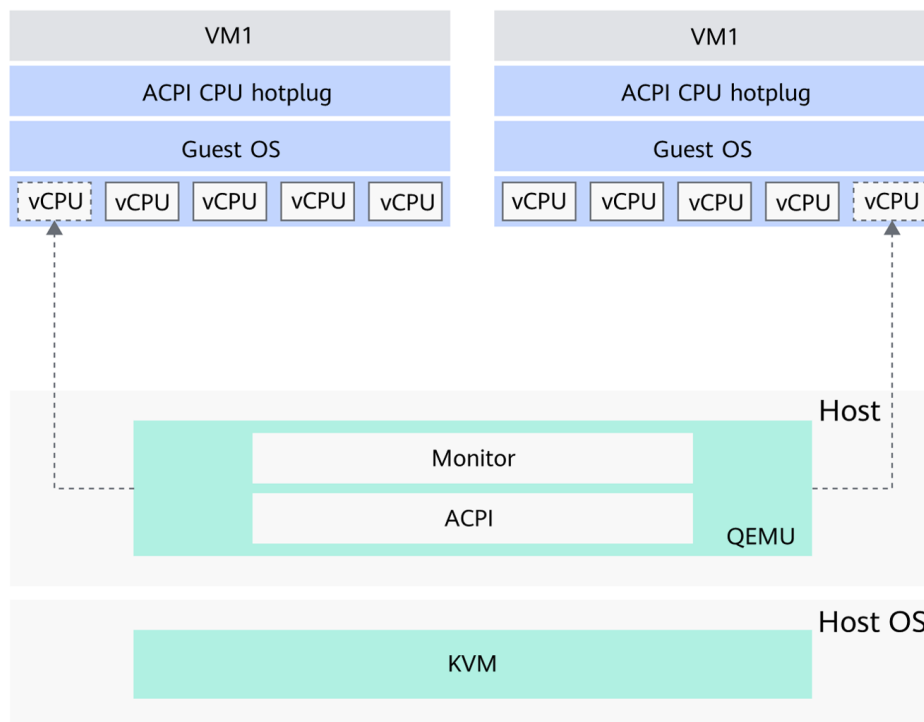 VM1
ACPI CPU hotplug
Guest OS
vCPU vCPU vCPU vCPU vCPU
VM1
ACPI CPU hotplug
Guest OS
vCPU vCPU vCPU vCPU vCPU
Host
Monitor
ACPI
QEMU
Host OS
KVM